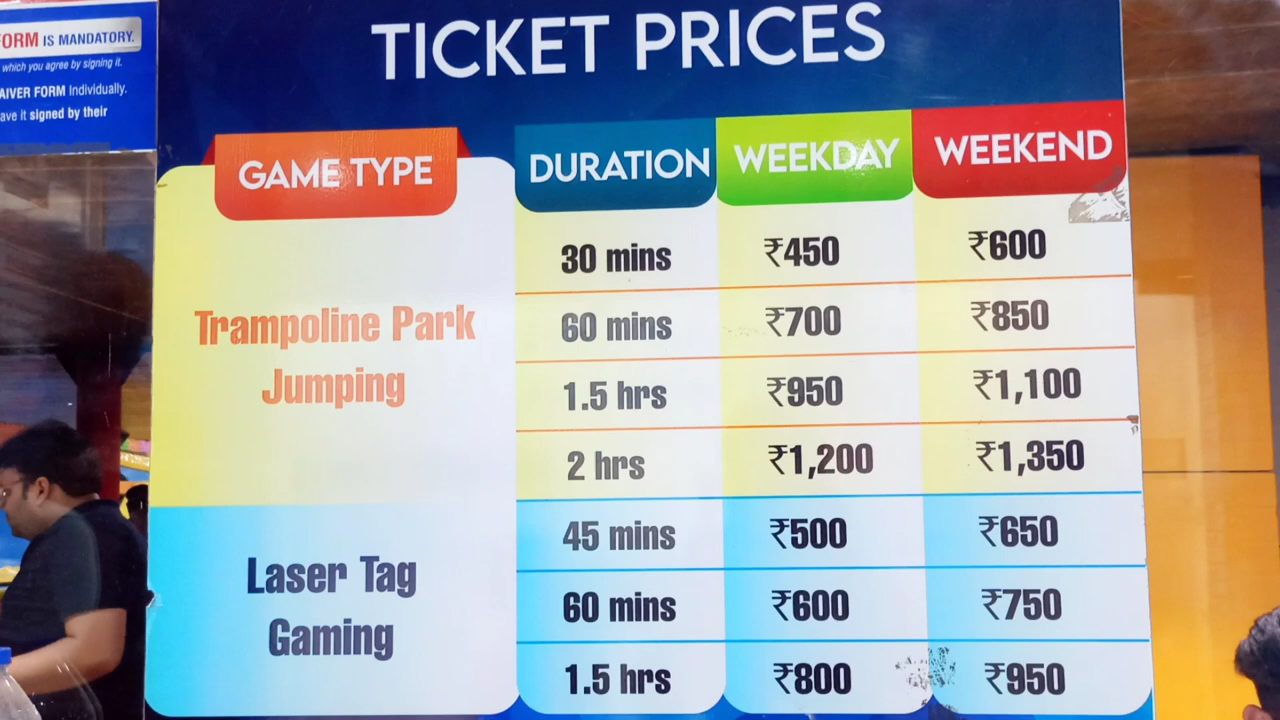 FORM IS MANDATORY.
which you agree by signing it.
AIVER FORM Individually.
ave it signed by their
TICKET PRICES
GAME TYPE DURATION WEEKDAY WEEKEND
Trampoline Park
Jumping
30 mins ₹450 ₹600
60 mins ₹700 ₹850
1.5 hrs ₹950 ₹1,100
2 hrs ₹1,200 ₹1,350
Laser Tag
Gaming
45 mins ₹500 ₹650
60 mins ₹600 ₹750
1.5 hrs ₹800 ₹950